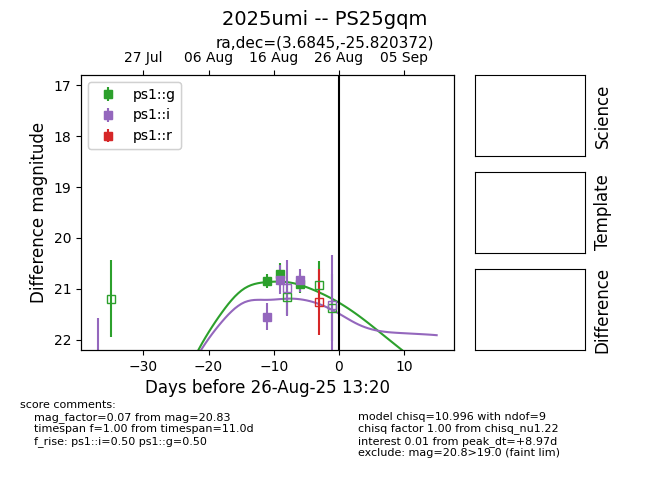 2025umi -- PS25gqm
ra,dec=(3.6845,-25.820372)
27 Jul 06 Aug 16 Aug 26 Aug 05 Sep
ps1::g
ps1::i
ps1::r
17
18
19
20
21
22
Difference magnitude
−30 −20 −10 0 10
Days before 26-Aug-25 13:20
Science
Template
Difference
score comments:
mag_factor=0.07 from mag=20.83
timespan f=1.00 from timespan=11.0d
f_rise: ps1::i=0.50 ps1::g=0.50
model chisq=10.996 with ndof=9
chisq factor 1.00 from chisq_nu1.22
interest 0.01 from peak_dt=+8.97d
exclude: mag=20.8>19.0 (faint lim)